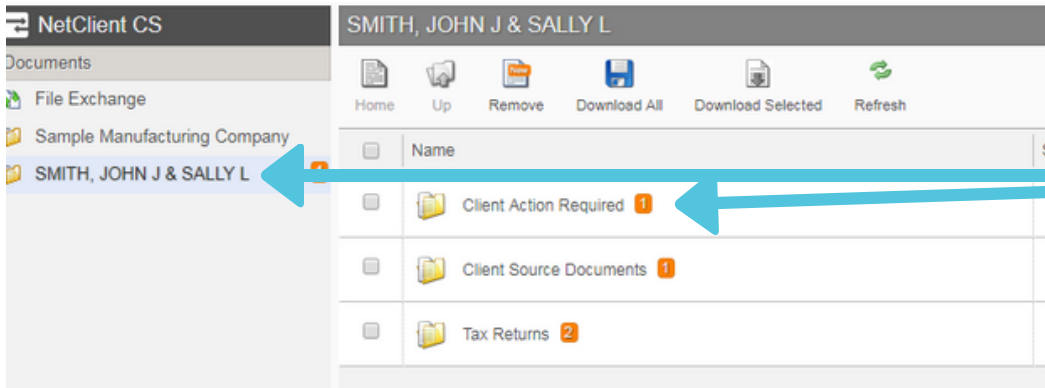 NetClient CS
Documents
File Exchange
Sample Manufacturing Company
SMITH, JOHN J & SALLY L
SMITH, JOHN J & SALLY L
Home Up New Remove Download All Download Selected Refresh
Name
Client Action Required 1
Client Source Documents 1
Tax Returns 2